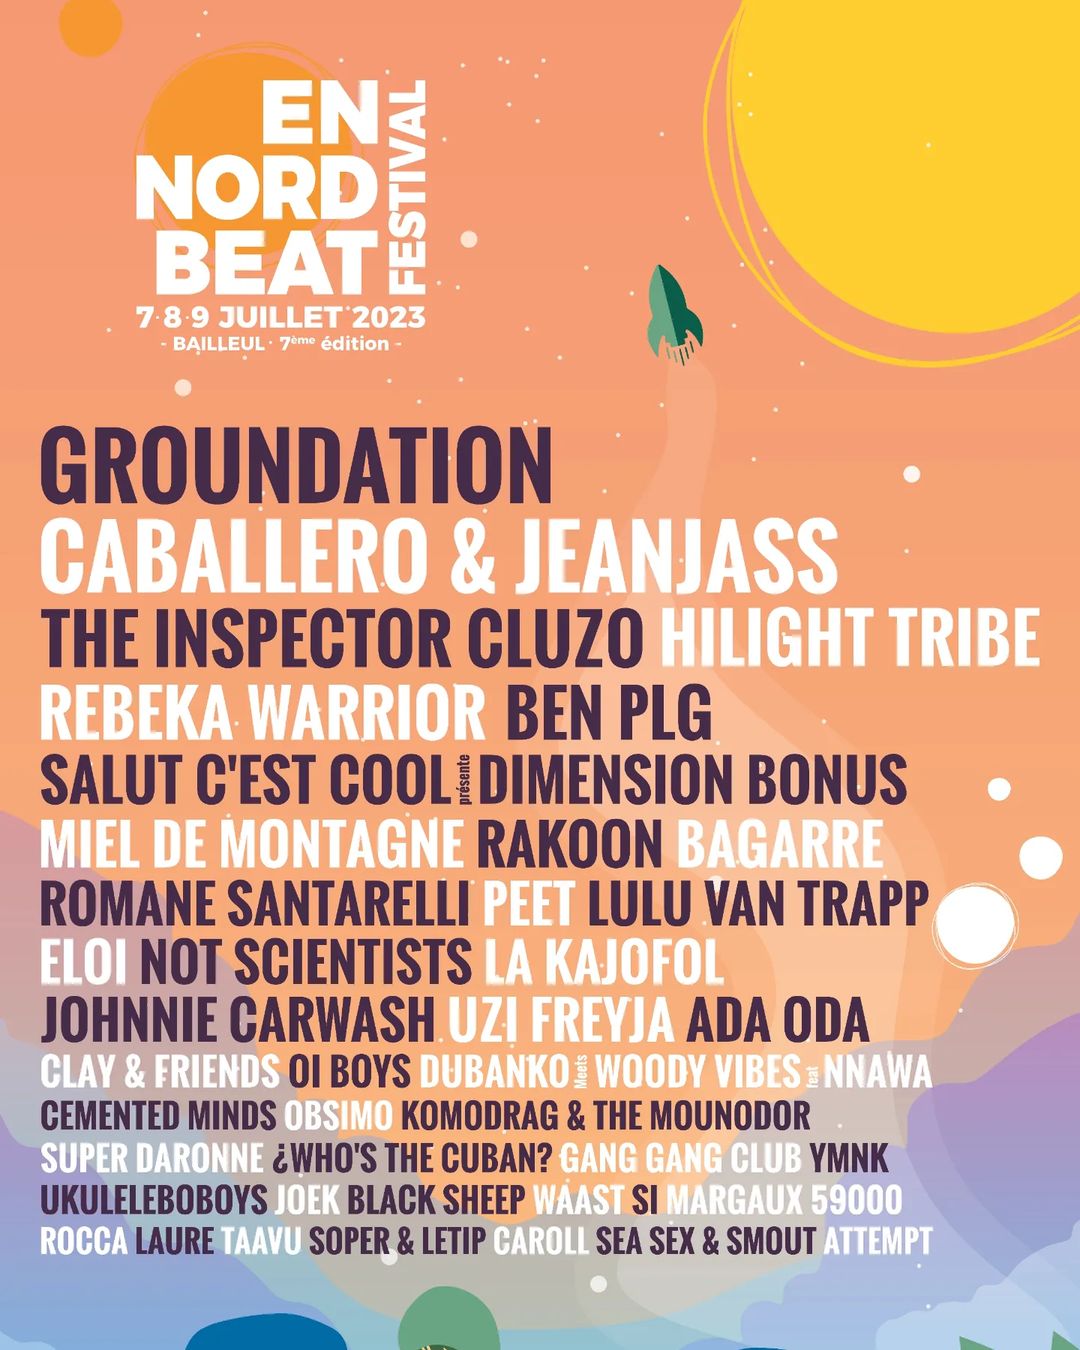 EN
NORD
BEAT
FESTIVAL
7·8·9 JUILLET 2023
- BAILLEUL · 7ème édition -
GROUNDATION
CABALLERO & JEANJASS
THE INSPECTOR CLUZO HILIGHT TRIBE
REBEKA WARRIOR BEN PLG
SALUT C'EST COOL présente DIMENSION BONUS
MIEL DE MONTAGNE RAKOON BAGARRE
ROMANE SANTARELLI PEET LULU VAN TRAPP
ELOI NOT SCIENTISTS LA KAJOFOL
JOHNNIE CARWASH UZI FREYJA ADA ODA
CLAY & FRIENDS OI BOYS DUBANKO Meets WOODY VIBES feat NNAWA
CEMENTED MINDS OBSIMO KOMODRAG & THE MOUNODOR
SUPER DARONNE ¿WHO'S THE CUBAN? GANG GANG CLUB YMNK
UKULELEBOBOYS JOEK BLACK SHEEP WAAST SI MARGAUX 59000
ROCCA LAURE TAAVU SOPER & LETIP CAROLL SEA SEX & SMOUT ATTEMPT